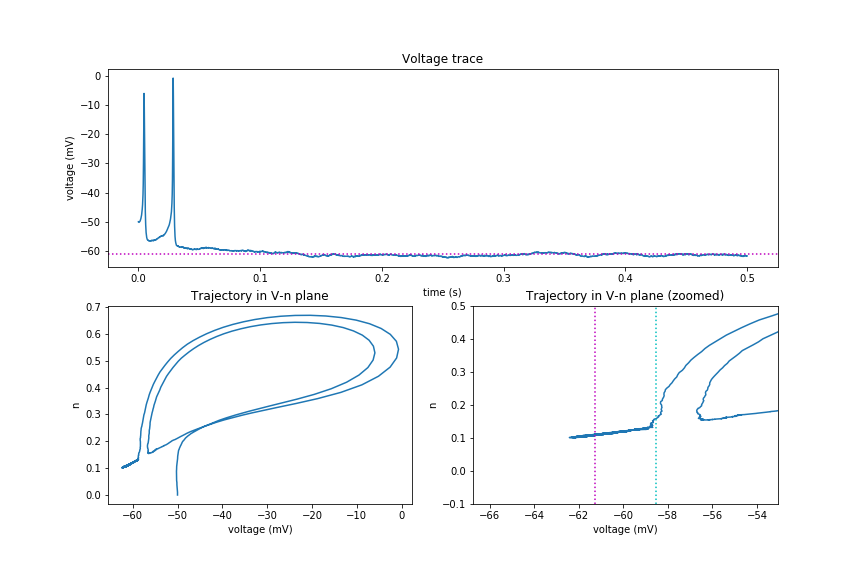 Voltage trace
voltage (mV)
0
−10
−20
−30
−40
−50
−60
0.0 0.1 0.2 0.3 0.4 0.5
time (s)
Trajectory in V-n plane
n
0.7
0.6
0.5
0.4
0.3
0.2
0.1
0.0
−60 −50 −40 −30 −20 −10 0
voltage (mV)
Trajectory in V-n plane (zoomed)
n
0.5
0.4
0.3
0.2
0.1
0.0
−0.1
−66 −64 −62 −60 −58 −56 −54
voltage (mV)